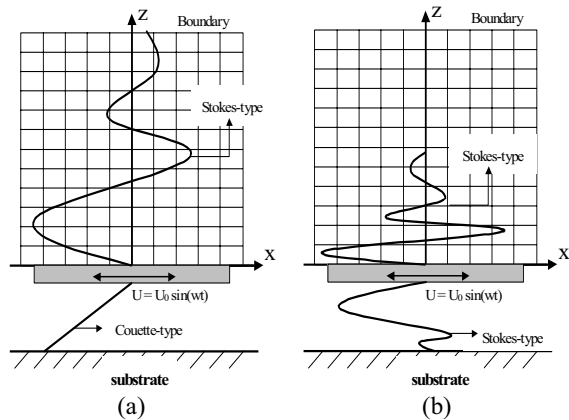 Z
Boundary
Stokes-type
X
U = U0 sin(wt)
Couette-type
substrate
(a)
Z
Boundary
Stokes-type
X
U = U0 sin(wt)
Stokes-type
substrate
(b)